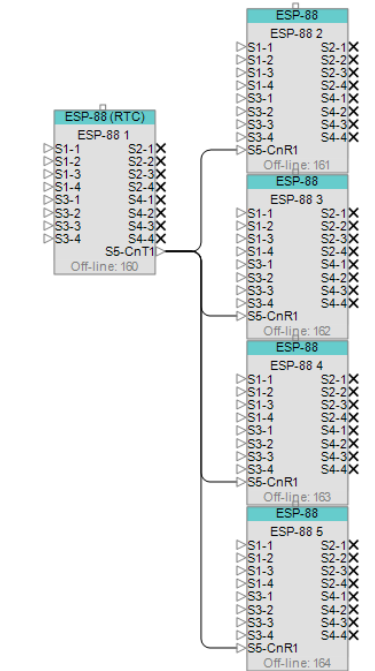 ESP-88 (RTC)
ESP-88 1
S1-1 S2-1
S1-2 S2-2
S1-3 S2-3
S1-4 S2-4
S3-1 S4-1
S3-2 S4-2
S3-3 S4-3
S3-4 S4-4
S5-CnT1
Off-line: 160
ESP-88
ESP-88 2
S1-1 S2-1
S1-2 S2-2
S1-3 S2-3
S1-4 S2-4
S3-1 S4-1
S3-2 S4-2
S3-3 S4-3
S3-4 S4-4
S5-CnR1
Off-line: 161
ESP-88
ESP-88 3
S1-1 S2-1
S1-2 S2-2
S1-3 S2-3
S1-4 S2-4
S3-1 S4-1
S3-2 S4-2
S3-3 S4-3
S3-4 S4-4
S5-CnR1
Off-line: 162
ESP-88
ESP-88 4
S1-1 S2-1
S1-2 S2-2
S1-3 S2-3
S1-4 S2-4
S3-1 S4-1
S3-2 S4-2
S3-3 S4-3
S3-4 S4-4
S5-CnR1
Off-line: 163
ESP-88
ESP-88 5
S1-1 S2-1
S1-2 S2-2
S1-3 S2-3
S1-4 S2-4
S3-1 S4-1
S3-2 S4-2
S3-3 S4-3
S3-4 S4-4
S5-CnR1
Off-line: 164